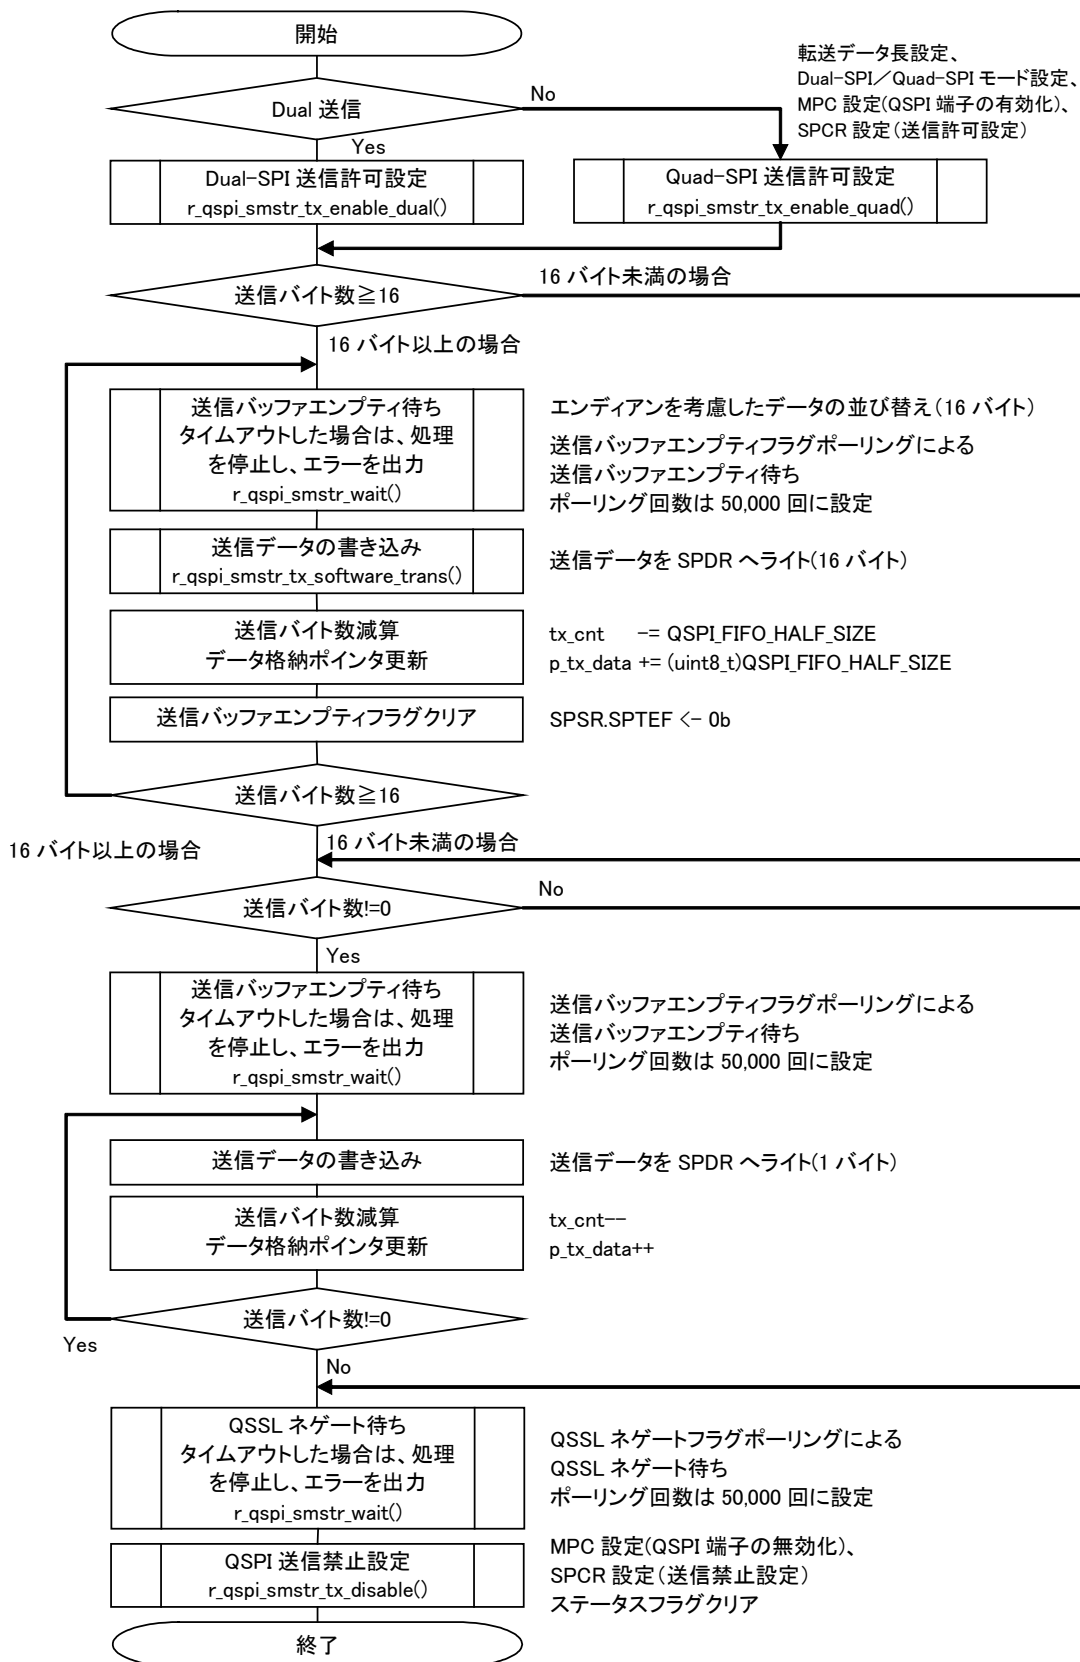 開始
転送データ長設定、
Dual-SPI／Quad-SPI モード設定、
MPC 設定(QSPI 端子の有効化)、
SPCR 設定（送信許可設定）
Dual 送信
No
Yes
Dual-SPI 送信許可設定
r_qspi_smstr_tx_enable_dual()
Quad-SPI 送信許可設定
r_qspi_smstr_tx_enable_quad()
送信バイト数≧16
16 バイト未満の場合
16 バイト以上の場合
送信バッファエンプティ待ち
タイムアウトした場合は、処理
を停止し、エラーを出力
r_qspi_smstr_wait()
エンディアンを考慮したデータの並び替え（16 バイト）
送信バッファエンプティフラグポーリングによる
送信バッファエンプティ待ち
ポーリング回数は 50,000 回に設定
送信データの書き込み
r_qspi_smstr_tx_software_trans()
送信データを SPDR へライト(16 バイト)
送信バイト数減算
データ格納ポインタ更新
tx_cnt -= QSPI_FIFO_HALF_SIZE
p_tx_data += (uint8_t)QSPI_FIFO_HALF_SIZE
送信バッファエンプティフラグクリア
SPSR.SPTEF <- 0b
送信バイト数≧16
16 バイト以上の場合
16 バイト未満の場合
送信バイト数!=0
No
Yes
送信バッファエンプティ待ち
タイムアウトした場合は、処理
を停止し、エラーを出力
r_qspi_smstr_wait()
送信バッファエンプティフラグポーリングによる
送信バッファエンプティ待ち
ポーリング回数は 50,000 回に設定
送信データの書き込み
送信データを SPDR へライト(1 バイト)
送信バイト数減算
データ格納ポインタ更新
tx_cnt--
p_tx_data++
送信バイト数!=0
Yes
No
QSSL ネゲート待ち
タイムアウトした場合は、処理
を停止し、エラーを出力
r_qspi_smstr_wait()
QSSL ネゲートフラグポーリングによる
QSSL ネゲート待ち
ポーリング回数は 50,000 回に設定
QSPI 送信禁止設定
r_qspi_smstr_tx_disable()
MPC 設定(QSPI 端子の無効化)、
SPCR 設定（送信禁止設定）
ステータスフラグクリア
終了